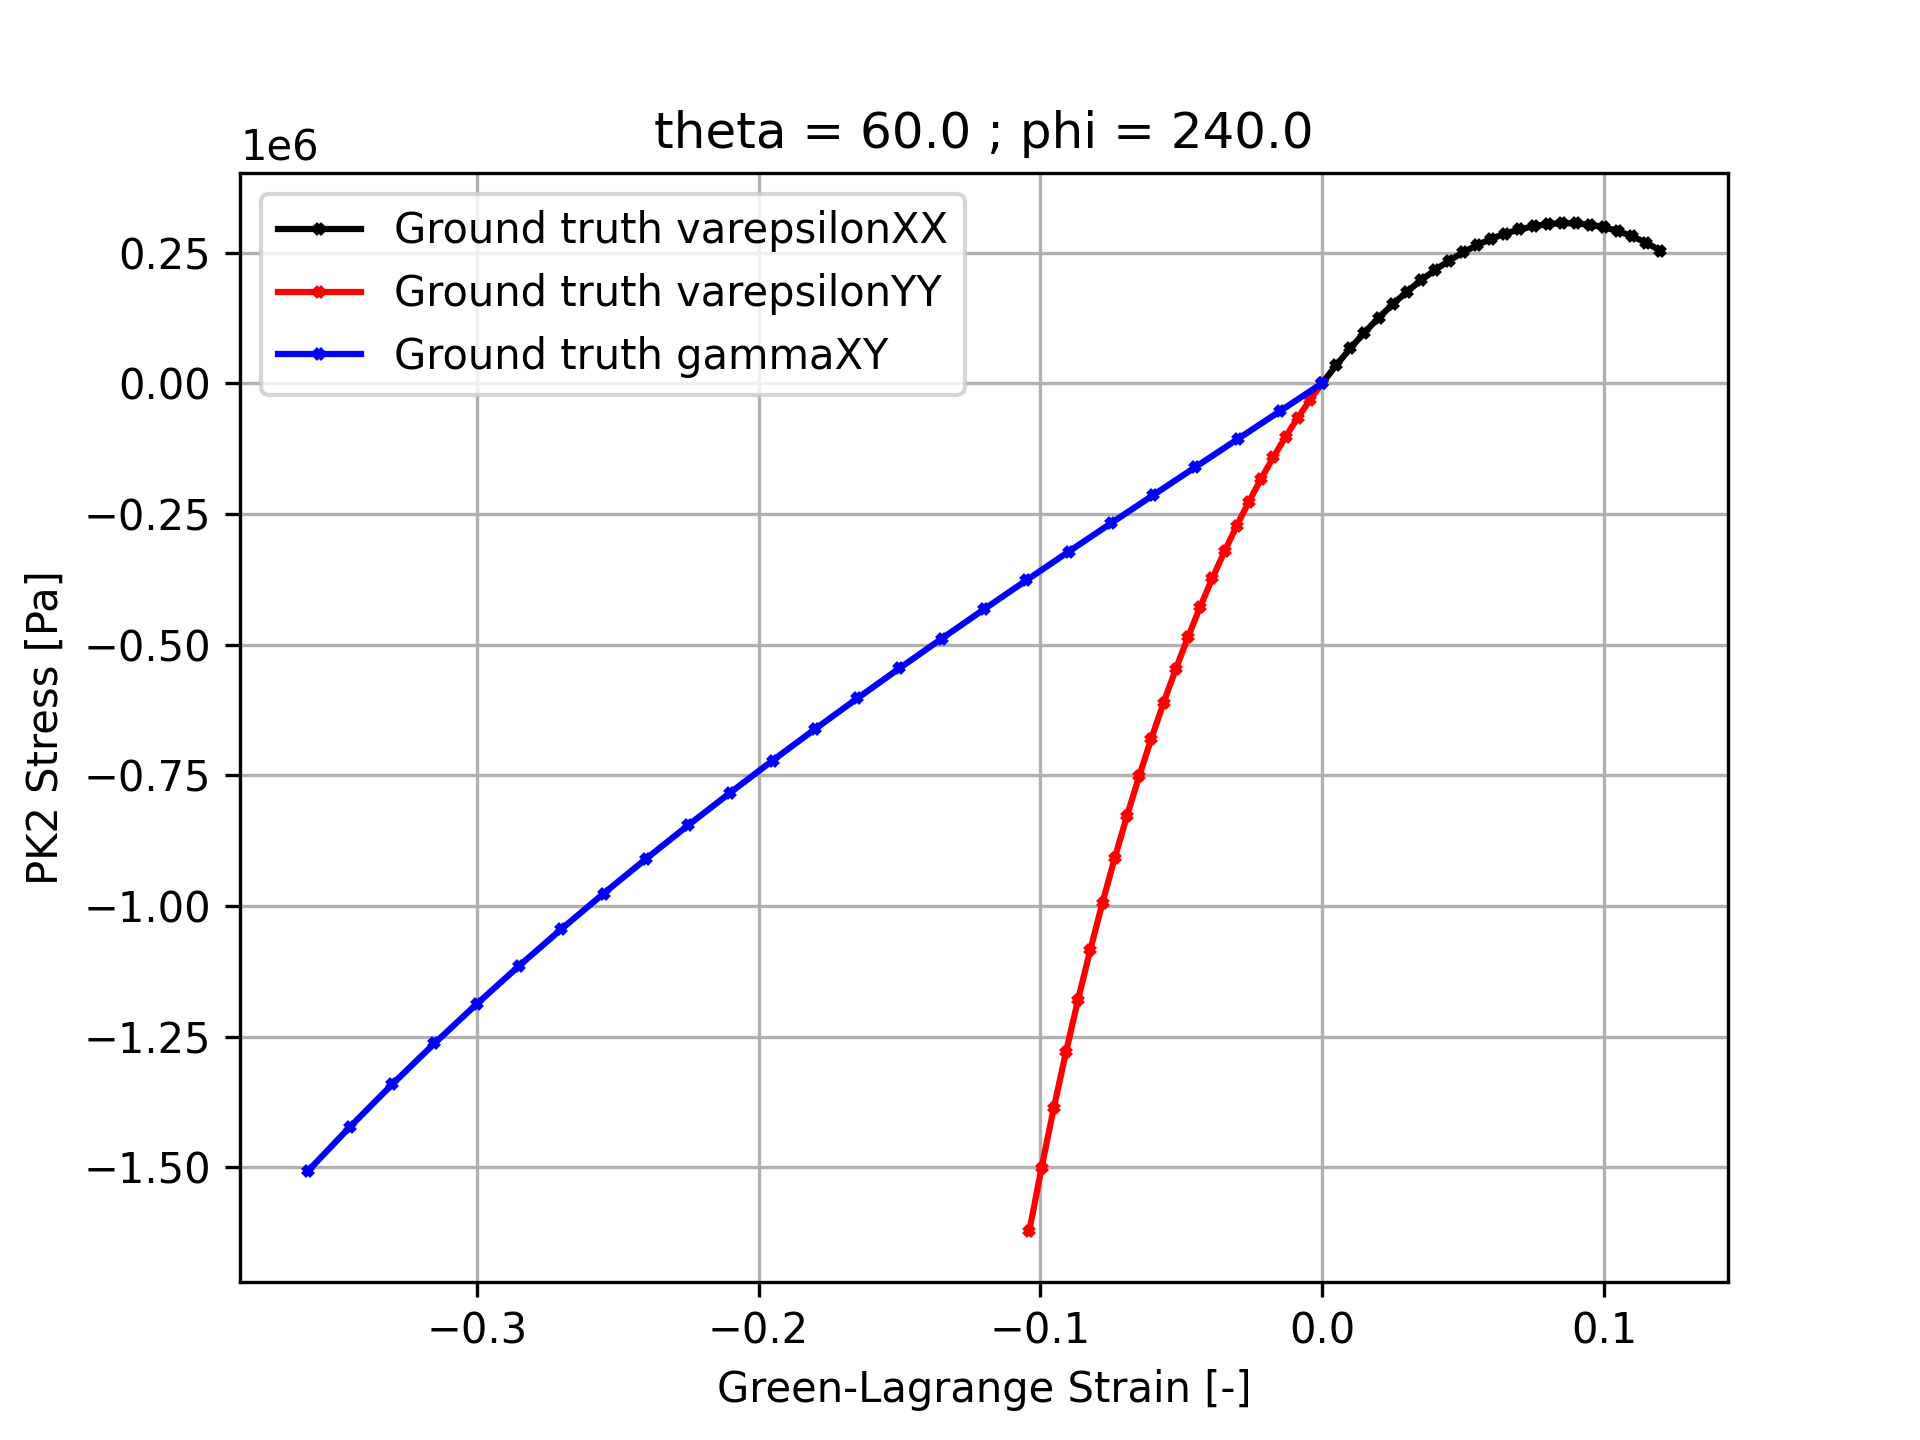 theta = 60.0 ; phi = 240.0
1e6
Ground truth varepsilonXX
Ground truth varepsilonYY
Ground truth gammaXY
0.25
0.00
−0.25
−0.50
−0.75
−1.00
−1.25
−1.50
PK2 Stress [Pa]
−0.3
−0.2
−0.1
0.0
0.1
Green-Lagrange Strain [-]